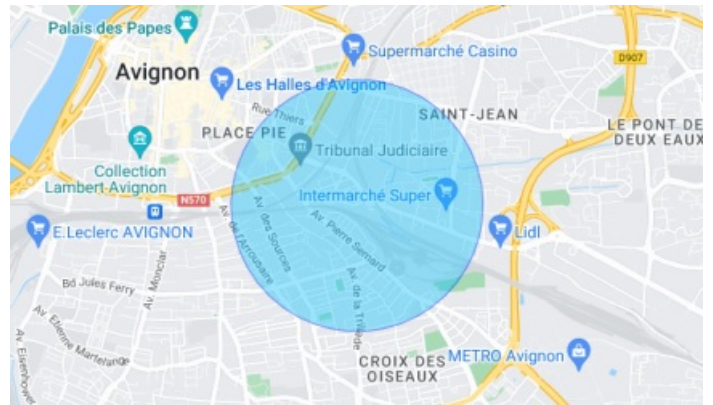 Palais des Papes
Supermarché Casino
D907
Avignon
Les Halles d'Avignon
Rue Thiers
SAINT-JEAN
PLACE PIE
LE PONT DE
DEUX EAUX
Tribunal Judiciaire
Collection
Lambert-Avignon
N570
Intermarché Super
E.Leclerc AVIGNON
Av. de l'Arrousaire
Av. des Sources
Av. Pierre Semard
Lidl
Av. Monclar
Bd Jules Ferry
Av. de la Trillade
Av. Etienne Martelange
Av. Eisenhower
CROIX DES
OISEAUX
METRO Avignon